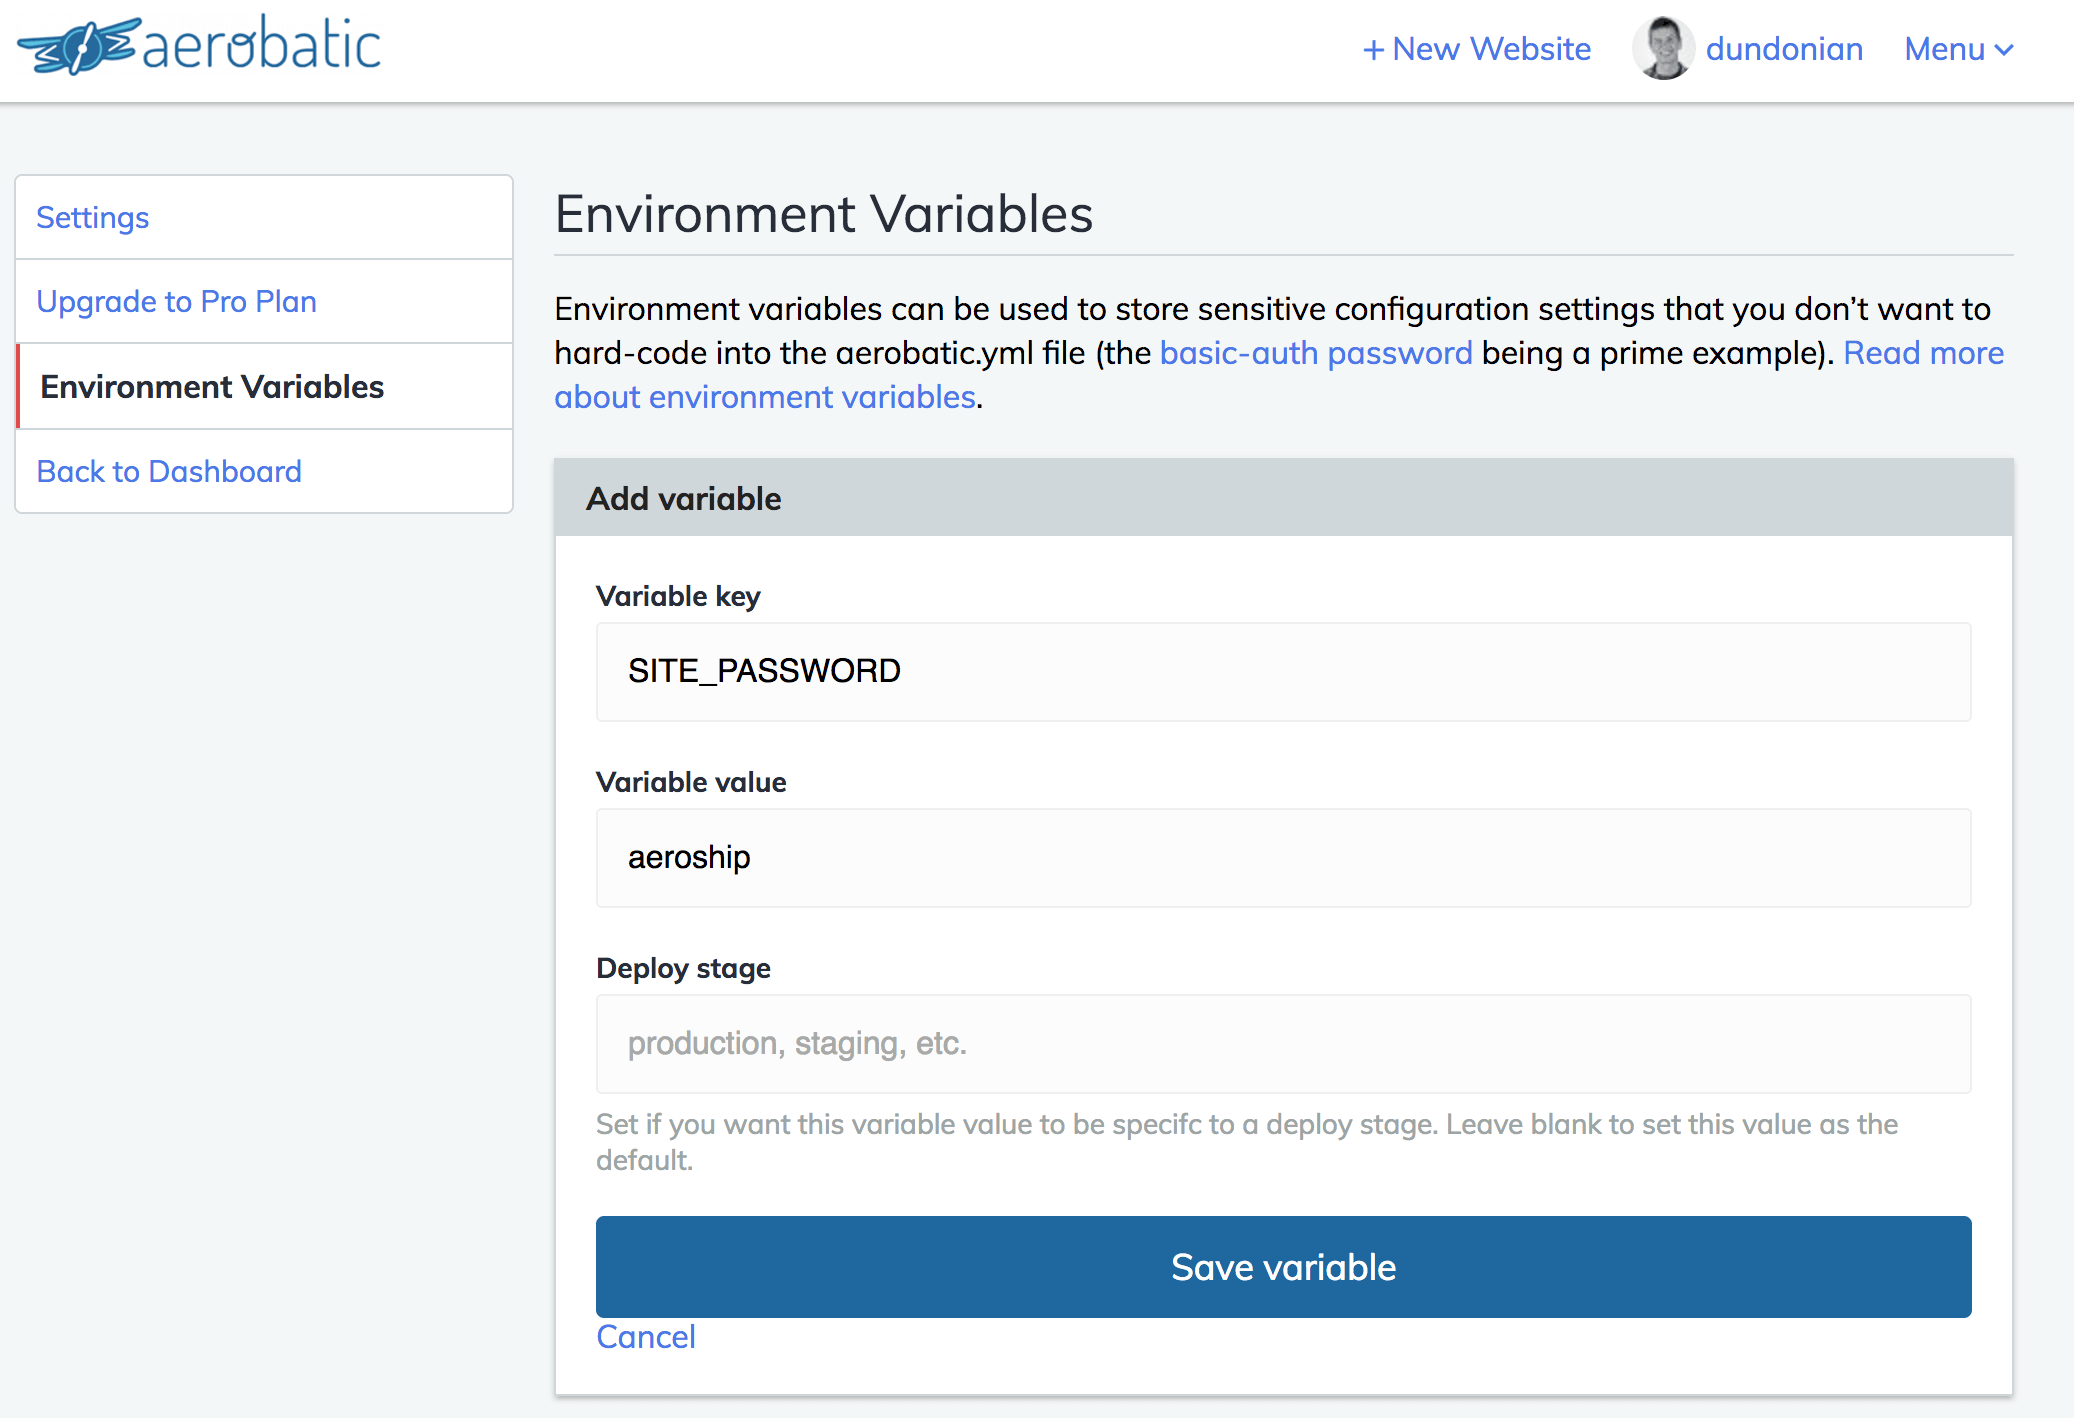 aerobatic
+ New Website
dundonian
Menu
Settings
Upgrade to Pro Plan
Environment Variables
Back to Dashboard
Environment Variables
Environment variables can be used to store sensitive configuration settings that you don’t want to
hard-code into the aerobatic.yml file (the basic-auth password being a prime example). Read more
about environment variables.
Add variable
Variable key
SITE_PASSWORD
Variable value
aeroship
Deploy stage
production, staging, etc.
Set if you want this variable value to be specifc to a deploy stage. Leave blank to set this value as the
default.
Save variable
Cancel